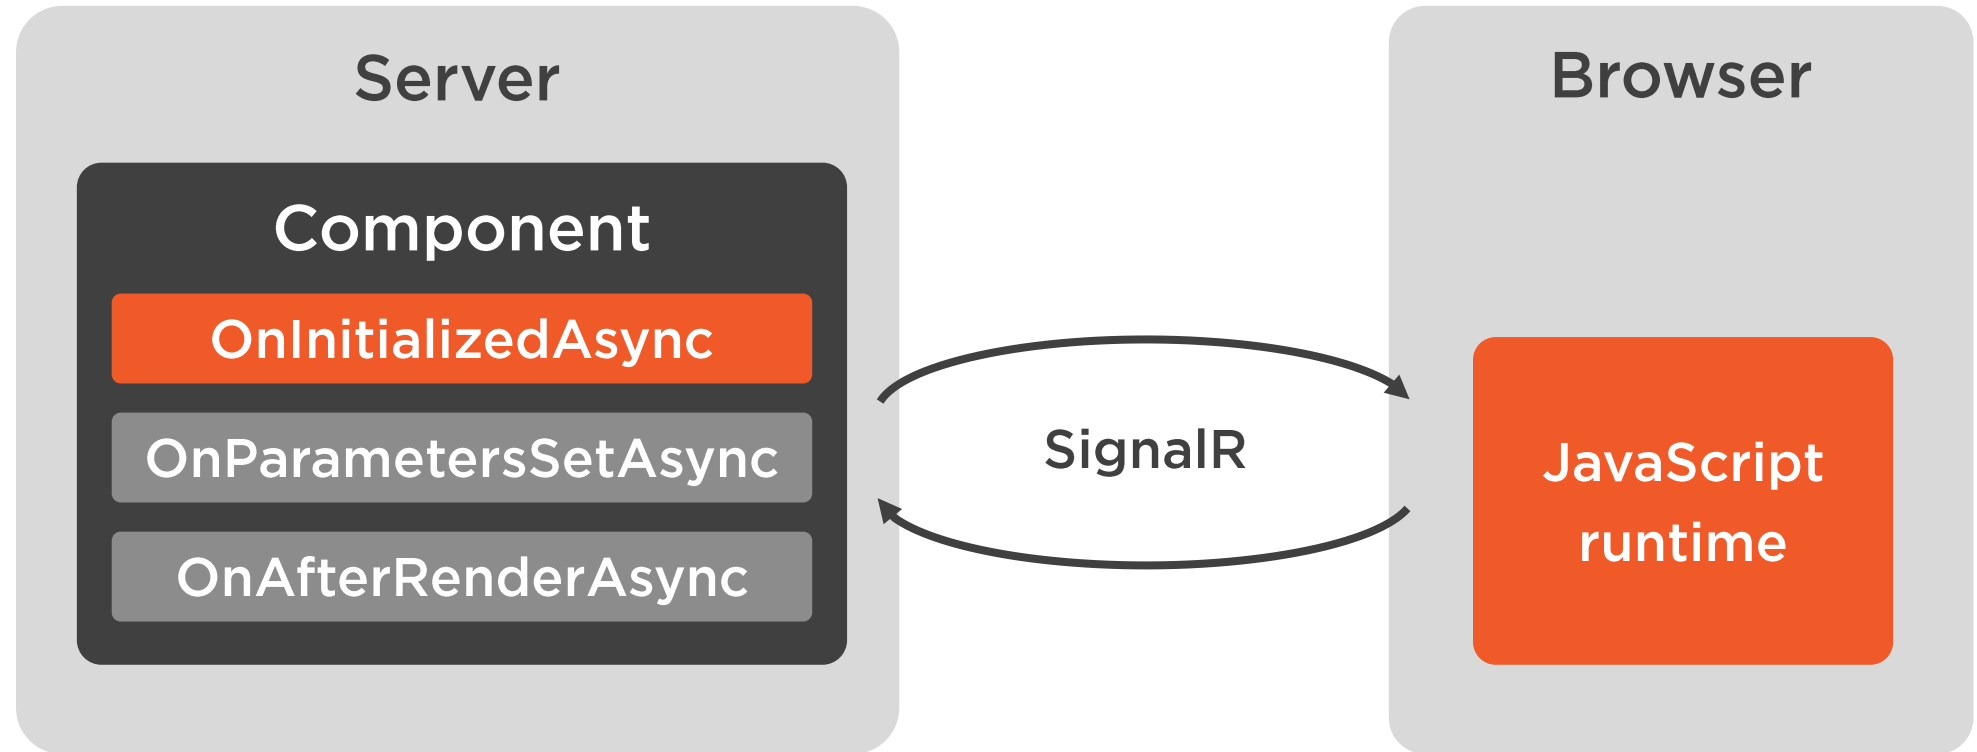 Server
Component
OnInitializedAsync
OnParametersSetAsync
OnAfterRenderAsync
SignalR
Browser
JavaScript
runtime